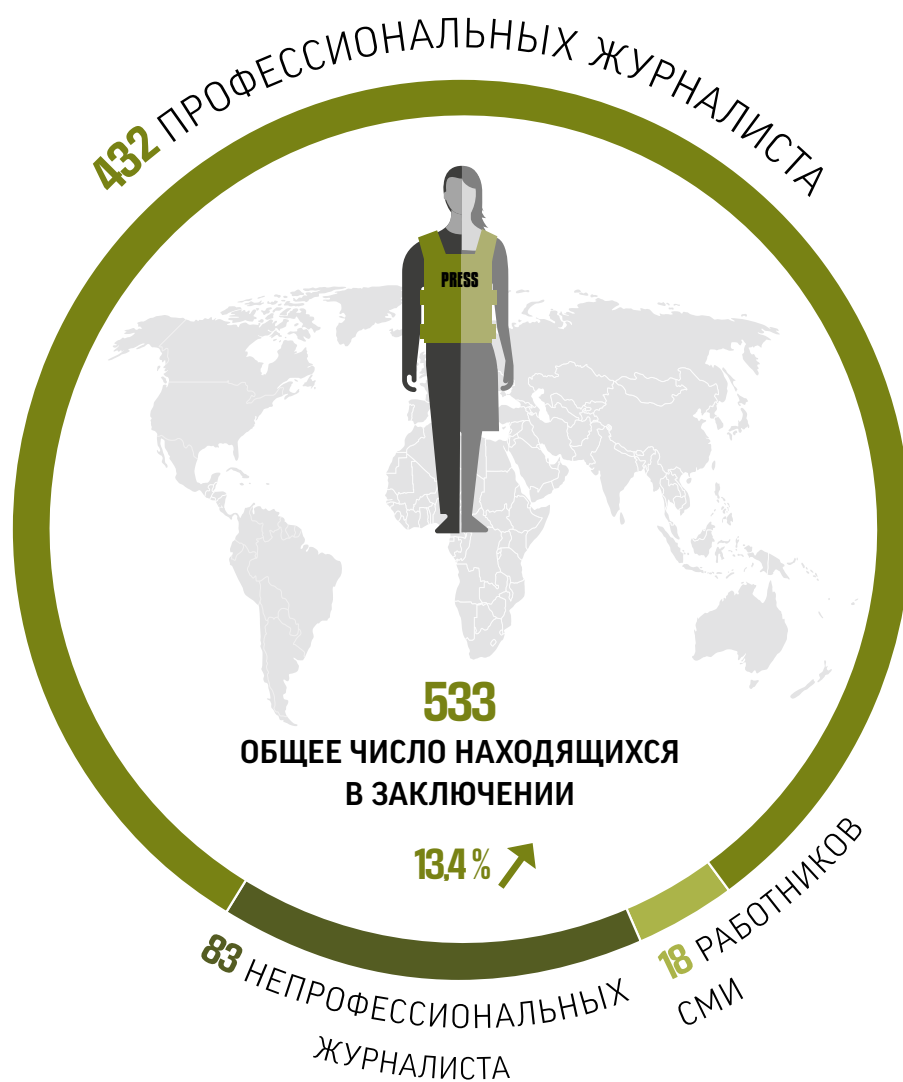 432 ПРОФЕССИОНАЛЬНЫХ ЖУРНАЛИСТА
PRESS
533
ОБЩЕЕ ЧИСЛО НАХОДЯЩИХСЯ
В ЗАКЛЮЧЕНИИ
13,4 %
83 НЕПРОФЕССИОНАЛЬНЫХ
ЖУРНАЛИСТА
18 РАБОТНИКОВ
СМИ